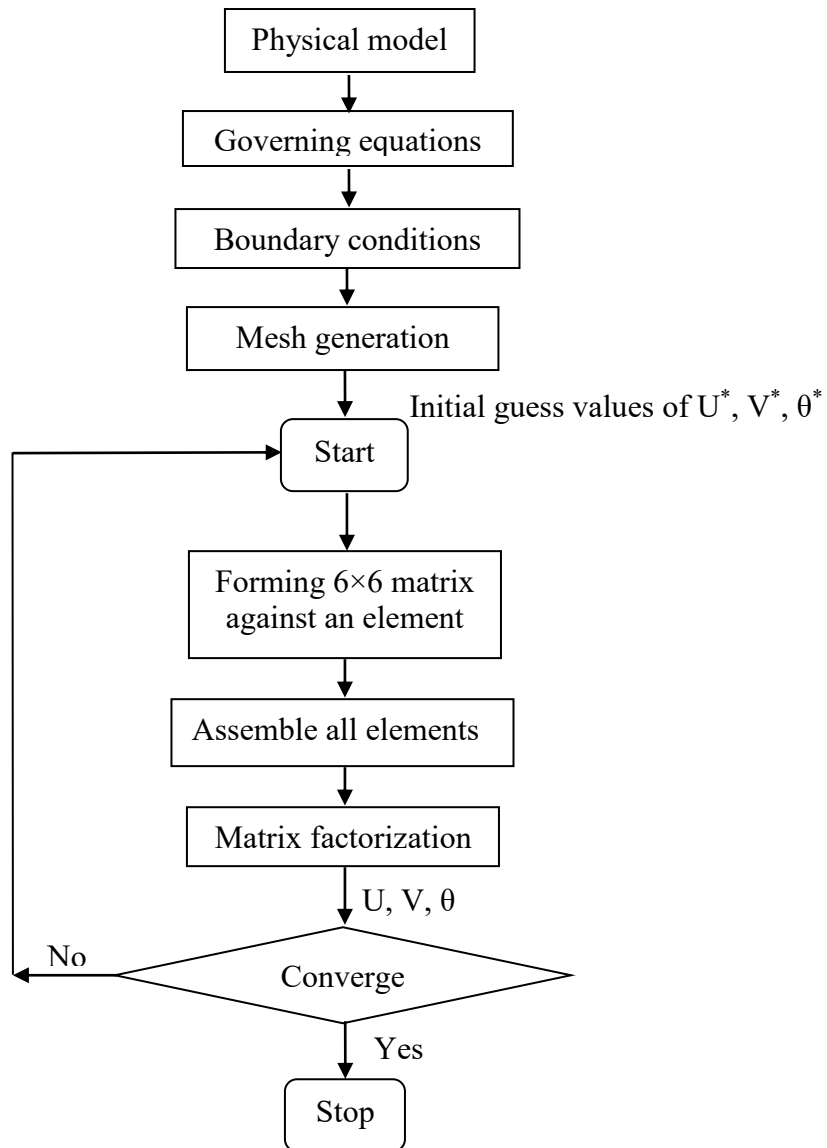 Physical model
Governing equations
Boundary conditions
Mesh generation
Initial guess values of U*, V*, θ*
Start
Forming 6×6 matrix
against an element
Assemble all elements
Matrix factorization
U, V, θ
No
Converge
Yes
Stop